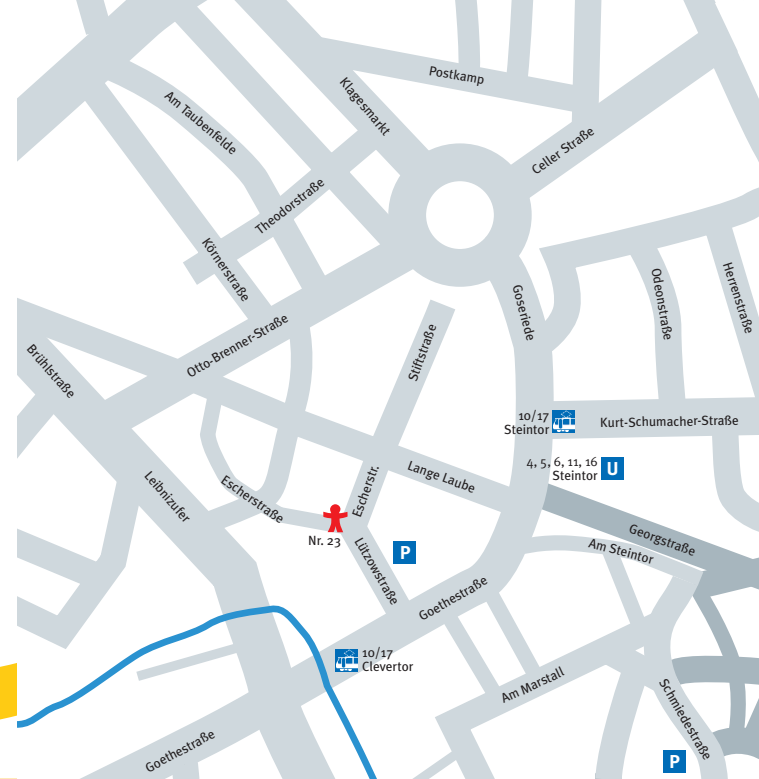 Postkamp
Klagesmarkt
Am Taubenfelde
Celler Straße
Theodorstraße
Körnerstraße
Goseriede
Odeonstraße
Herrenstraße
Otto-Brenner-Straße
Brühlstraße
Stiftstraße
10/17
Steintor
Kurt-Schumacher-Straße
4, 5, 6, 11, 16
Steintor
U
Lange Laube
Leibnizufer
Escherstraße
Escherstr.
Nr. 23
P
Lützowstraße
Georgstraße
Am Steintor
Goethestraße
10/17
Clevertor
Am Marstall
Schmiedestraße
Goethestraße
P